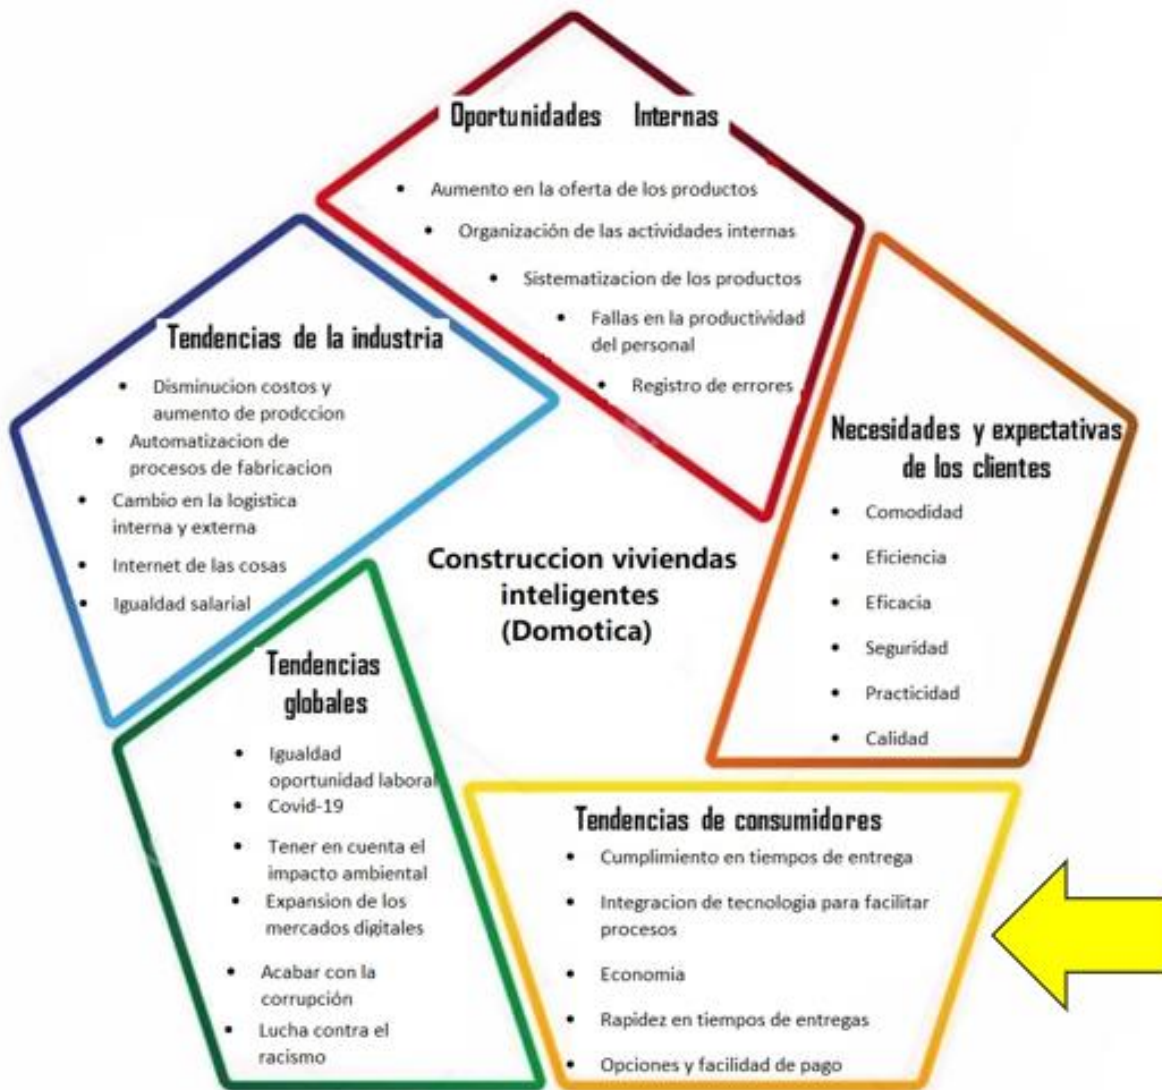 Oportunidades Internas
• Aumento en la oferta de los productos
• Organización de las actividades internas
• Sistematizacion de los productos
• Fallas en la productividad
del personal
• Registro de errores
Tendencias de la industria
• Disminucion costos y
aumento de prodccion
• Automatizacion de
procesos de fabricacion
• Cambio en la logistica
interna y externa
• Internet de las cosas
• Igualdad salarial
Necesidades y expectativas
de los clientes
• Comodidad
• Eficiencia
• Eficacia
• Seguridad
• Practicidad
• Calidad
Construccion viviendas
inteligentes
(Domotica)
Tendencias
globales
• Igualdad
oportunidad laboral
• Covid-19
• Tener en cuenta el
impacto ambiental
• Expansion de los
mercados digitales
• Acabar con la
corrupción
• Lucha contra el
racismo
Tendencias de consumidores
• Cumplimiento en tiempos de entrega
• Integracion de tecnologia para facilitar
procesos
• Economia
• Rapidez en tiempos de entregas
• Opciones y facilidad de pago